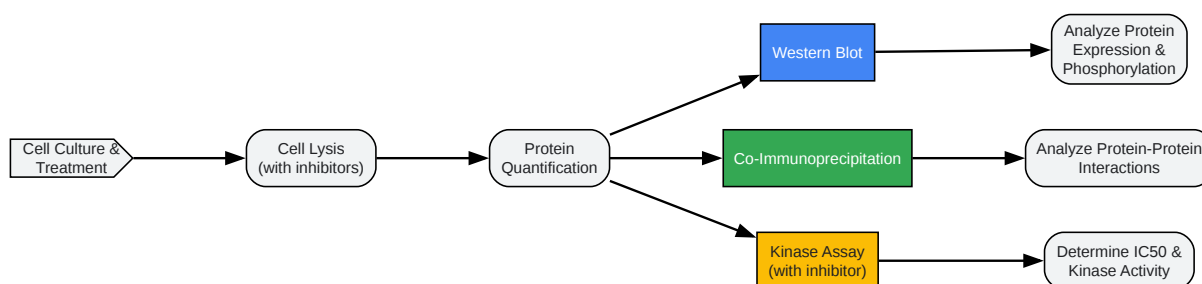 Cell Culture &
Treatment
Cell Lysis
(with inhibitors)
Protein
Quantification
Western Blot
Analyze Protein
Expression &
Phosphorylation
Co-Immunoprecipitation
Analyze Protein-Protein
Interactions
Kinase Assay
(with inhibitor)
Determine IC50 &
Kinase Activity